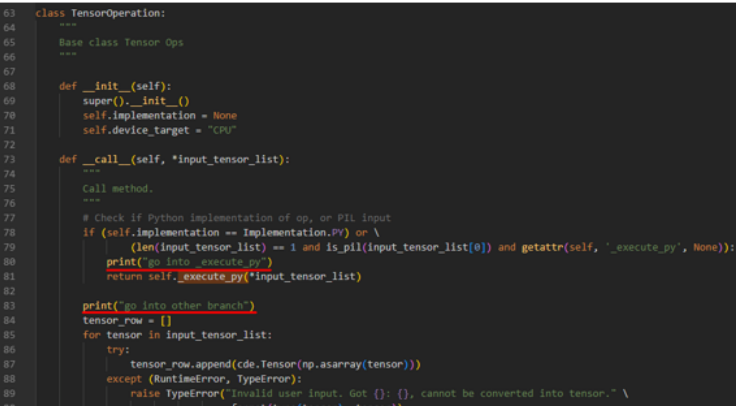 63 class TensorOperation:
64 """
65 Base class Tensor Ops
66 """
67
68 def __init__(self):
69 super().__init__()
70 self.implementation = None
71 self.device_target = "CPU"
72
73 def __call__(self, *input_tensor_list):
74 """
75 Call method.
76 """
77 # Check if Python implementation of op, or PIL input
78 if (self.implementation == Implementation.PY) or \
79 (len(input_tensor_list) == 1 and is_pil(input_tensor_list[0]) and getattr(self, '_execute_py', None)):
80 print("go into _execute_py")
81 return self._execute_py(*input_tensor_list)
82
83 print("go into other branch")
84 tensor_row = []
85 for tensor in input_tensor_list:
86 try:
87 tensor_row.append(cde.Tensor(np.asarray(tensor)))
88 except (RuntimeError, TypeError):
89 raise TypeError("Invalid user input. Got {}: {}, cannot be converted into tensor." \